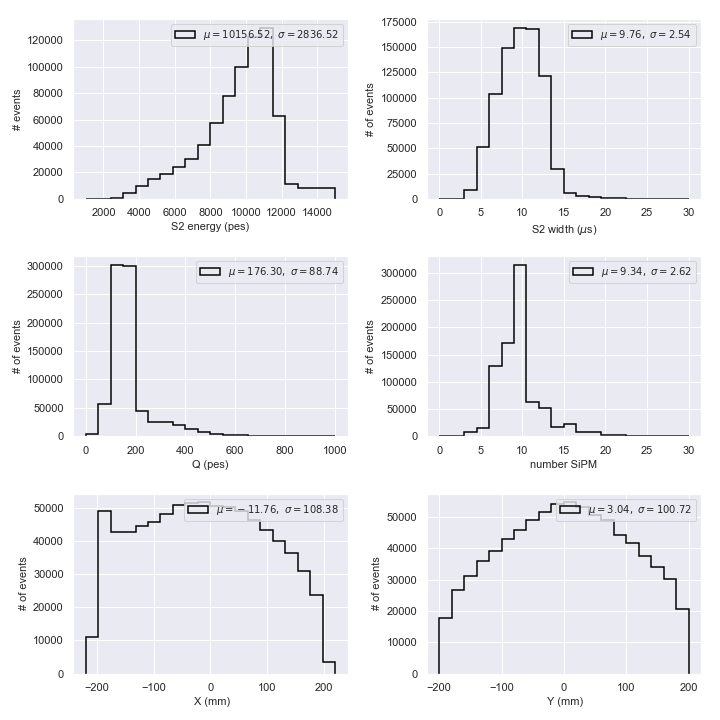 μ = 10156.52, σ = 2836.52
120000
100000
80000
60000
40000
20000
0
# events
2000 4000 6000 8000 10000 12000 14000
S2 energy (pes)
μ = 9.76, σ = 2.54
175000
150000
125000
100000
75000
50000
25000
0
# of events
0 5 10 15 20 25 30
S2 width (μs)
μ = 176.30, σ = 88.74
300000
250000
200000
150000
100000
50000
0
# of events
0 200 400 600 800 1000
Q (pes)
μ = 9.34, σ = 2.62
300000
250000
200000
150000
100000
50000
0
# of events
0 5 10 15 20 25 30
number SiPM
μ = −11.76, σ = 108.38
50000
40000
30000
20000
10000
0
# of events
−200 −100 0 100 200
X (mm)
μ = 3.04, σ = 100.72
50000
40000
30000
20000
10000
0
# of events
−200 −100 0 100 200
Y (mm)